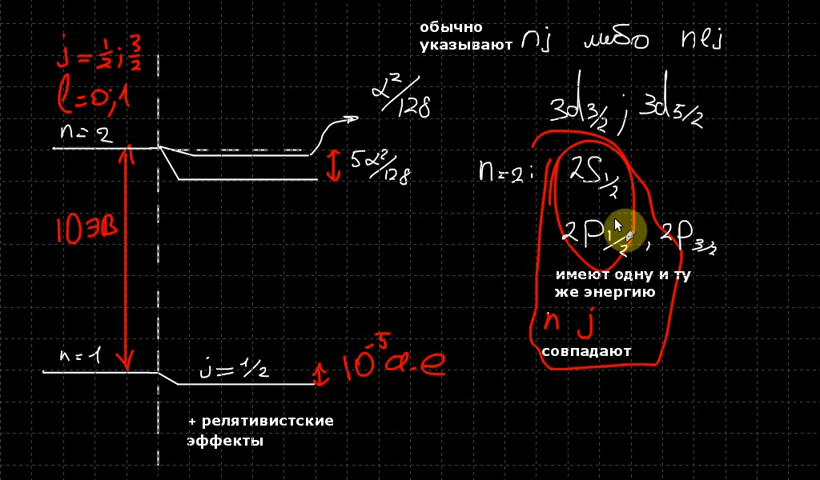 обычно
указывают nj либо nlj
j = 1/2 ; 3/2
l = 0; 1
n = 2
α²/128
5α²/128
3d3/2 ; 3d5/2
n = 2 : 2S1/2
2P1/2 , 2P3/2
10 эВ
имеют одну и ту
же энергию
n j
совпадают
n = 1
j = 1/2
10⁻⁵ а.е
+ релятивистские
эффекты